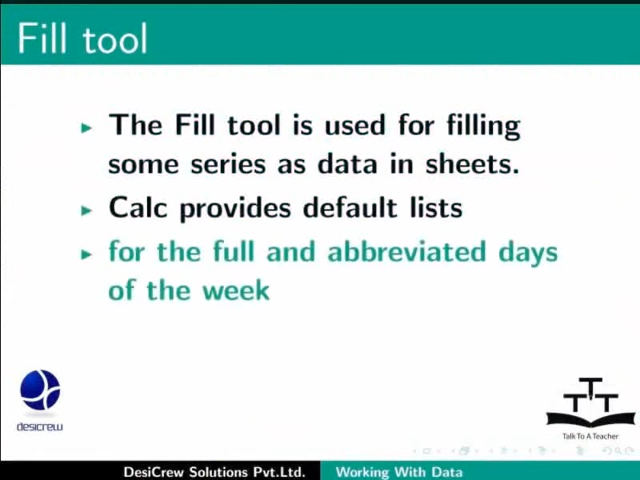 Fill tool
The Fill tool is used for filling
some series as data in sheets.
Calc provides default lists
for the full and abbreviated days
of the week
desicrew
TTT
Talk To A Teacher
DesiCrew Solutions Pvt.Ltd. Working With Data